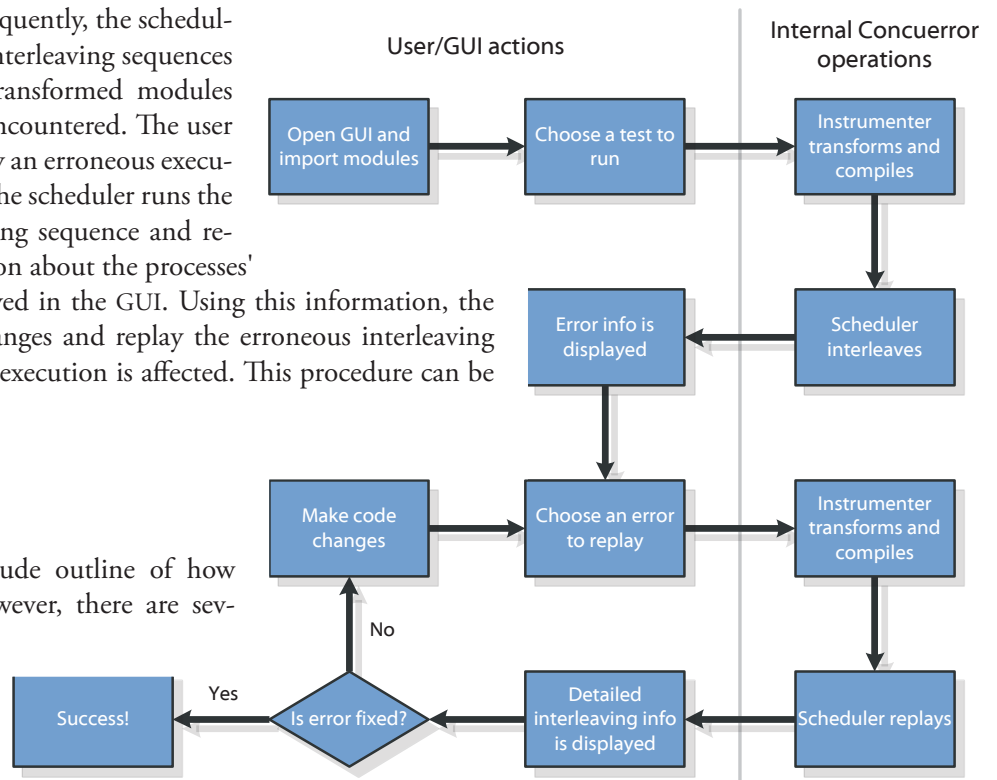 quently, the schedul-
nterleaving sequences
ransformed modules
ncountered. The user
an erroneous execu-
he scheduler runs the
ng sequence and re-
on about the processes'
in the GUI. Using this information, the
anges and replay the erroneous interleaving
execution is affected. This procedure can be
ude outline of how
wever, there are sev-
User/GUI actions
Internal Concuerror
operations
Open GUI and
import modules
Choose a test to
run
Instrumenter
transforms and
compiles
Error info is
displayed
Scheduler
interleaves
Make code
changes
Choose an error
to replay
Instrumenter
transforms and
compiles
No
Yes
Success!
Is error fixed?
Detailed
interleaving info
is displayed
Scheduler replays